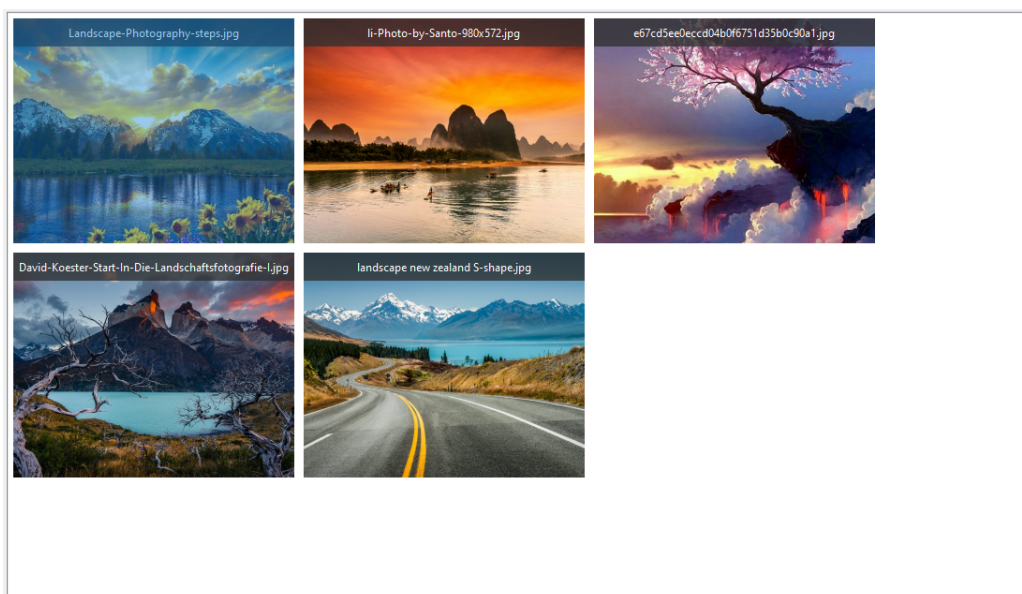 Landscape-Photography-steps.jpg
li-Photo-by-Santo-980x572.jpg
e67cd5ee0eccd04b0f6751d35b0c90a1.jpg
David-Koester-Start-In-Die-Landschaftsfotografie-I.jpg
landscape new zealand S-shape.jpg